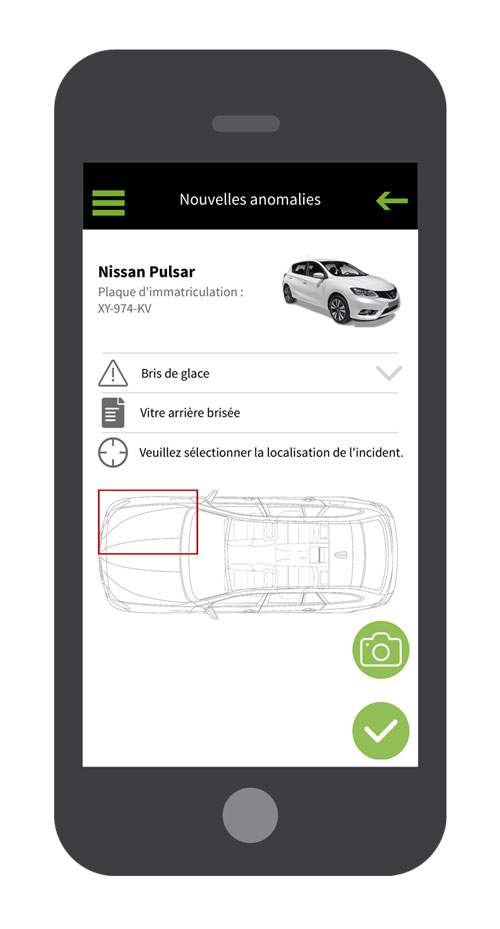 Nouvelles anomalies
Nissan Pulsar
Plaque d'immatriculation :
XY-974-KV
Bris de glace
Vitre arrière brisée
Veuillez sélectionner la localisation de l'incident.